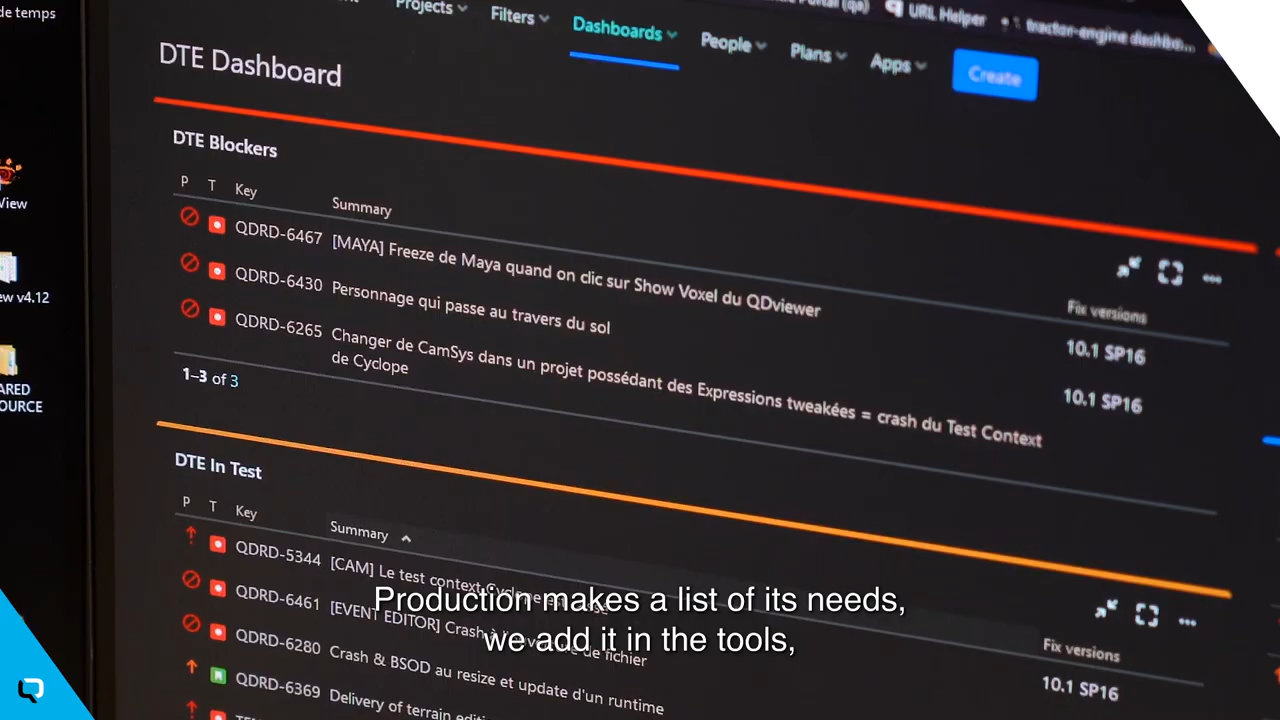 de temps
View
ew v4.12
ARED
OURCE
Projects
Filters
Dashboards
People
Plans
Apps
Create
URL Helper
tractor-engine dashbo...
DTE Dashboard
DTE Blockers
P T Key Summary
Fix versions
QDRD-6467 [MAYA] Freeze de Maya quand on clic sur Show Voxel du QDviewer
10.1 SP16
QDRD-6430 Personnage qui passe au travers du sol
10.1 SP16
QDRD-6265 Changer de CamSys dans un projet possédant des Expressions tweakées = crash du Test Context
de Cyclope
1–3 of 3
DTE In Test
P T Key Summary
Fix versions
QDRD-5344 [CAM] Le test context Cyclope
10.1 SP16
QDRD-6461 [EVENT EDITOR] Crash à de fichier
QDRD-6280 Crash & BSOD au resize et update d'un runtime
QDRD-6369 Delivery of terrain
Production makes a list of its needs,
we add it in the tools,